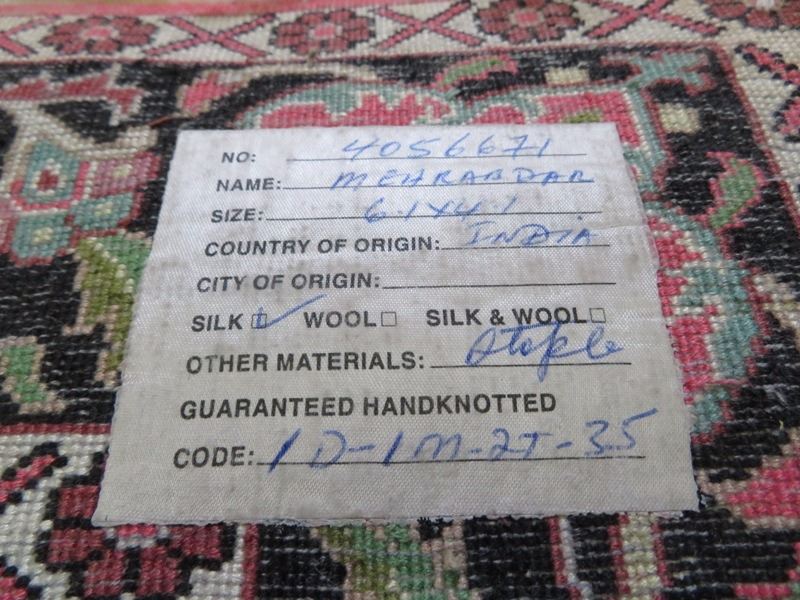 NO: 4056671
NAME: MEHRABDAR
SIZE: 6.1X4.1
COUNTRY OF ORIGIN: INDIA
CITY OF ORIGIN:
SILK ☑ WOOL ☐ SILK & WOOL ☐
OTHER MATERIALS:
GUARANTEED HANDKNOTTED
CODE: 1D-1M-2T-35